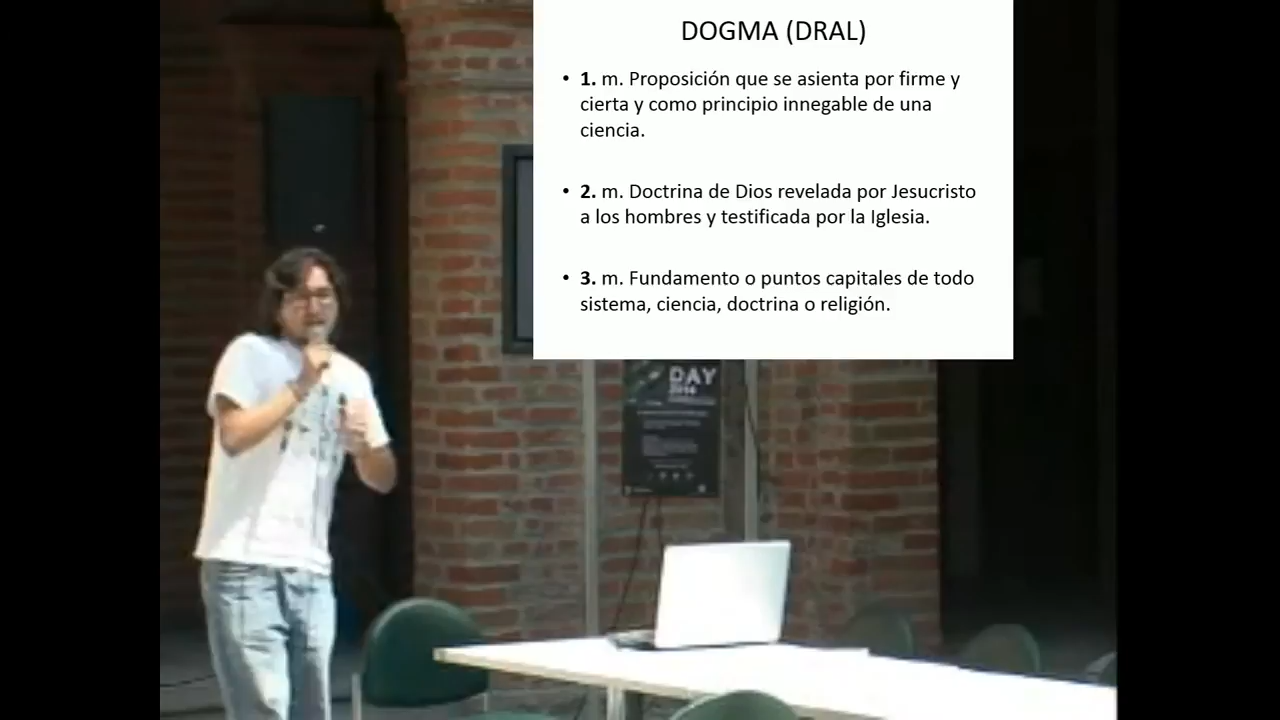 DOGMA (DRAL)
• 1. m. Proposición que se asienta por firme y
cierta y como principio innegable de una
ciencia.
• 2. m. Doctrina de Dios revelada por Jesucristo
a los hombres y testificada por la Iglesia.
• 3. m. Fundamento o puntos capitales de todo
sistema, ciencia, doctrina o religión.
DAY